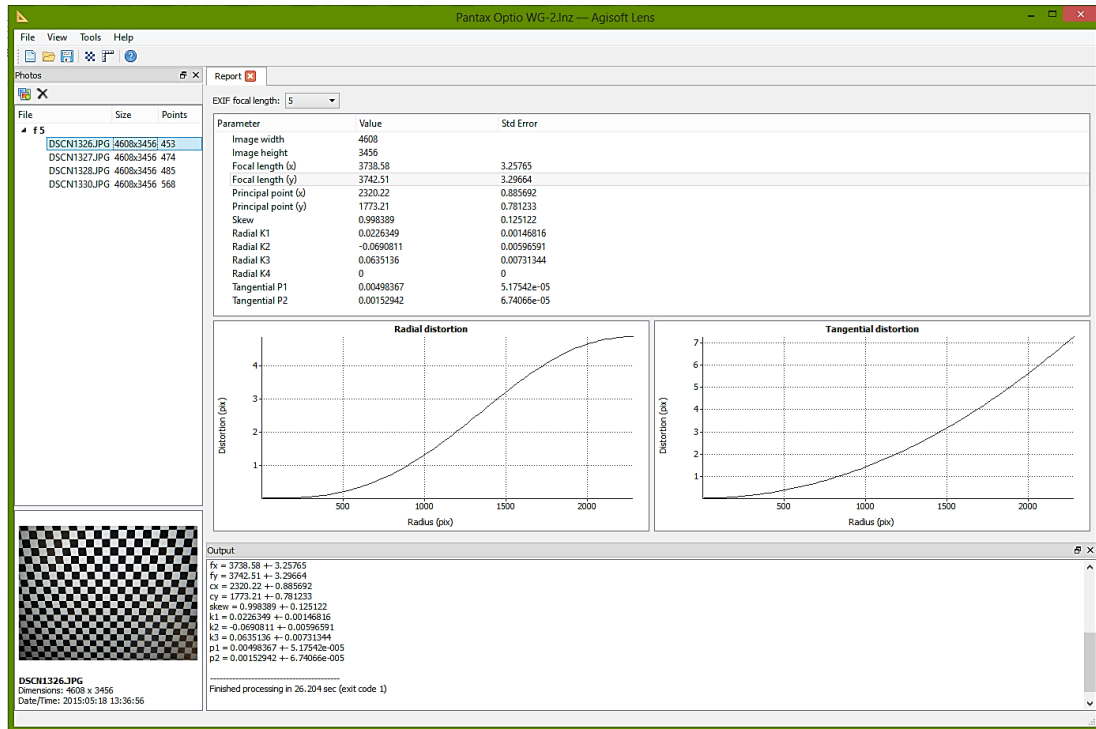 Pantax Optio WG-2.lnz — Agisoft Lens
File View Tools Help
Photos
File Size Points
f 5
DSCN1326.JPG 4608x3456 453
DSCN1327.JPG 4608x3456 474
DSCN1328.JPG 4608x3456 485
DSCN1330.JPG 4608x3456 568
Report
EXIF focal length: 5
Parameter Value Std Error
Image width 4608
Image height 3456
Focal length (x) 3738.58 3.25765
Focal length (y) 3742.51 3.29664
Principal point (x) 2320.22 0.885692
Principal point (y) 1773.21 0.781233
Skew 0.998389 0.125122
Radial K1 0.0226349 0.00146816
Radial K2 -0.0690811 0.00596591
Radial K3 0.0635136 0.00731344
Radial K4 0 0
Tangential P1 0.00498367 5.17542e-05
Tangential P2 0.00152942 6.74066e-05
Radial distortion
Distortion (pix)
4
3
2
1
500 1000 1500 2000
Radius (pix)
Tangential distortion
Distortion (pix)
7
6
5
4
3
2
1
500 1000 1500 2000
Radius (pix)
Output
fx = 3738.58 +- 3.25765
fy = 3742.51 +- 3.29664
cx = 2320.22 +- 0.885692
cy = 1773.21 +- 0.781233
skew = 0.998389 +- 0.125122
k1 = 0.0226349 +- 0.00146816
k2 = -0.0690811 +- 0.00596591
k3 = 0.0635136 +- 0.00731344
p1 = 0.00498367 +- 5.17542e-005
p2 = 0.00152942 +- 6.74066e-005
----------------------------------------
Finished processing in 26.204 sec (exit code 1)
DSCN1326.JPG
Dimensions: 4608 x 3456
Date/Time: 2015:05:18 13:36:56